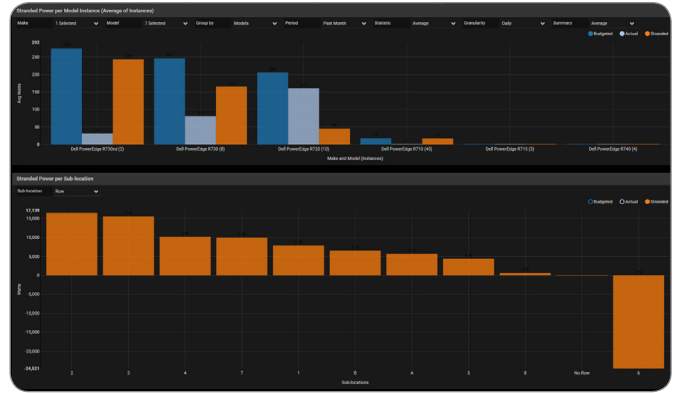 Stranded Power per Model Instance (Average of Instances)
Make 1 Selected Model 7 Selected Group by Models Period Past Month Statistic Average Granularity Daily Summary Average
Budgeted Actual Stranded
292
250
200
150
100
50
0
Avg Watts
Dell PowerEdge R730xd (2) Dell PowerEdge R730 (8) Dell PowerEdge R720 (10) Dell PowerEdge R710 (45) Dell PowerEdge R715 (3) Dell PowerEdge R740 (4)
Make and Model (Instances)
Stranded Power per Sub-location
Sub-location Row
Budgeted Actual Stranded
17,139
15,000
10,000
5,000
0
-5,000
-10,000
-15,000
-20,000
-24,631
Watts
2 3 4 7 1 B A 5 8 No Row 6
Sub-locations